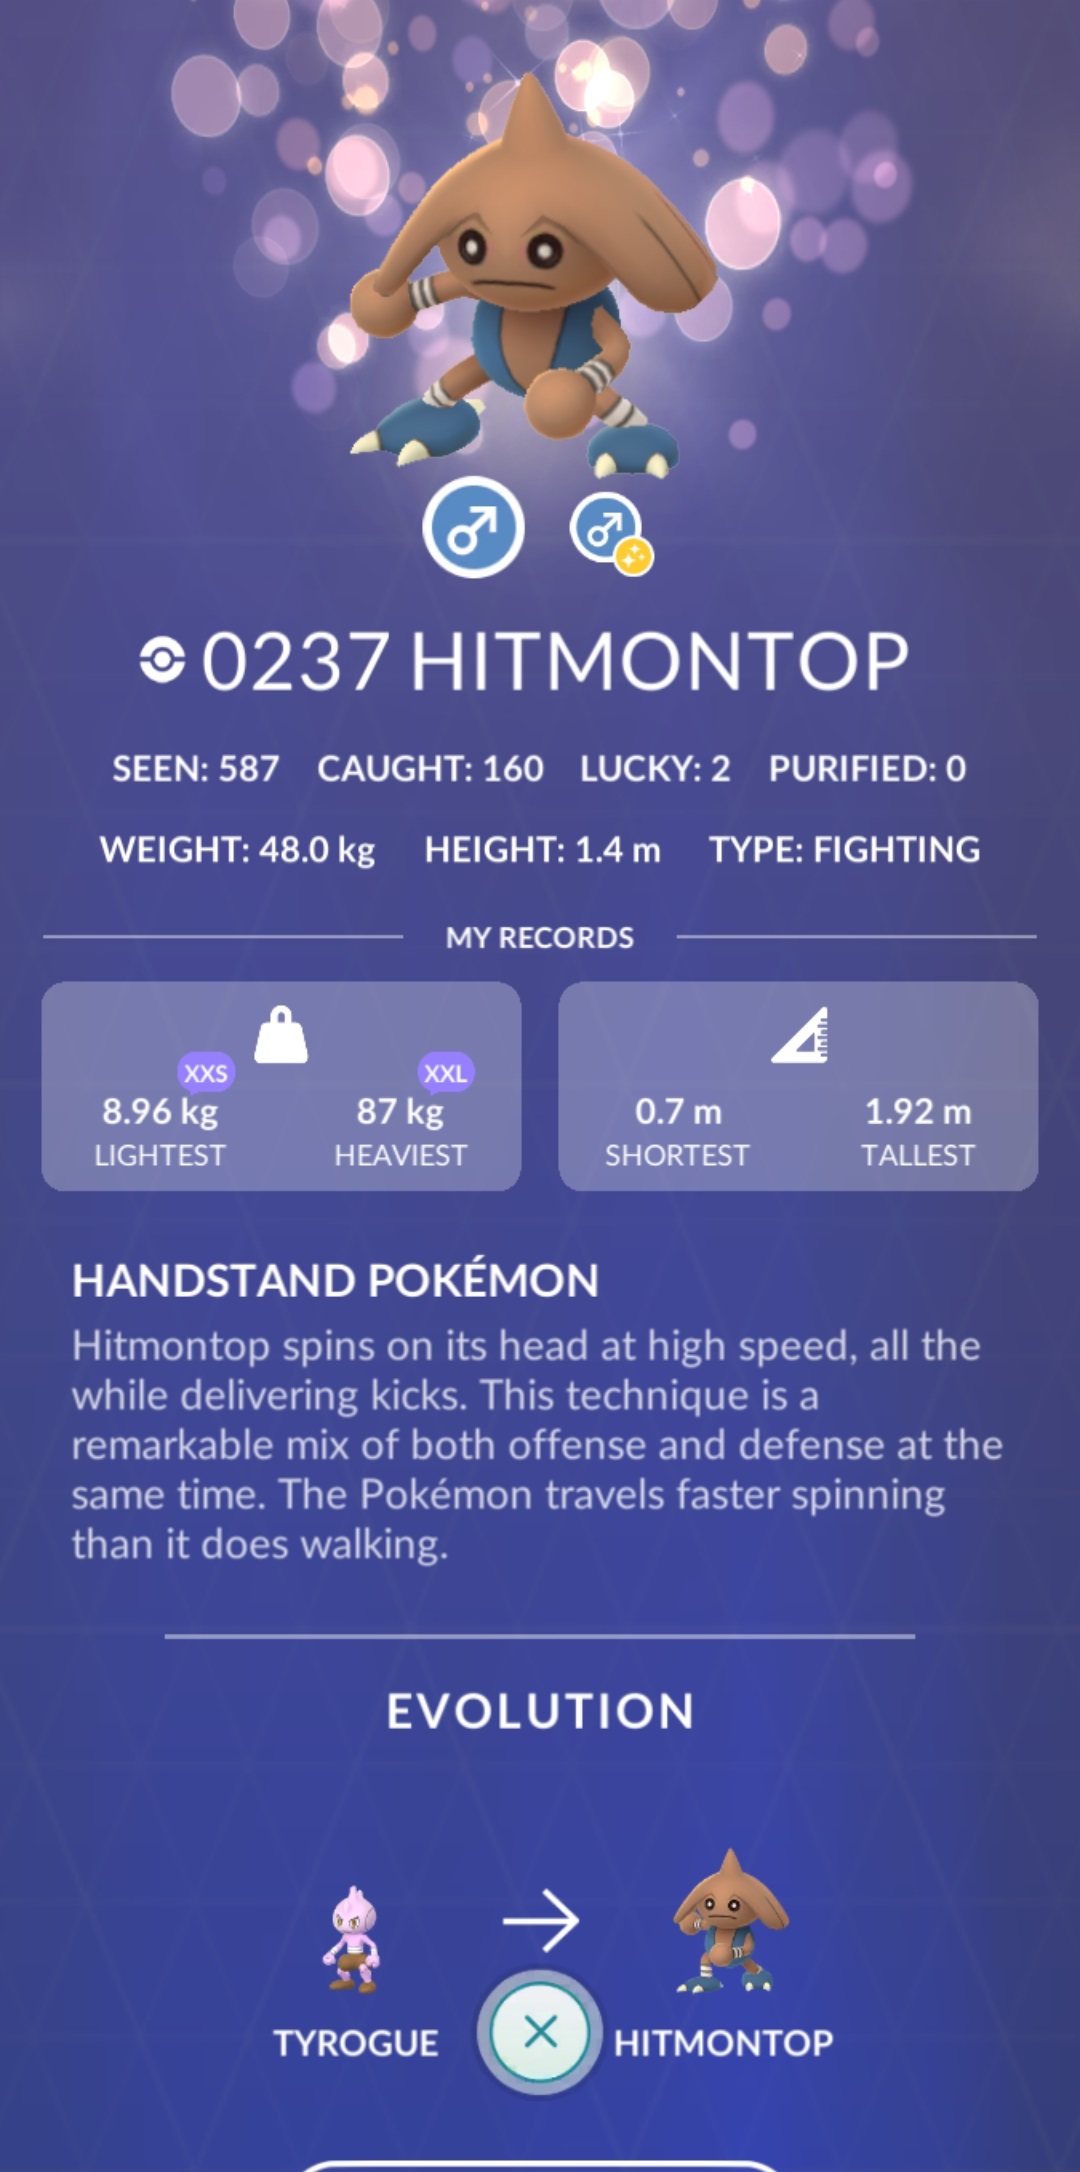 0237 HITMONTOP
SEEN: 587 CAUGHT: 160 LUCKY: 2 PURIFIED: 0
WEIGHT: 48.0 kg HEIGHT: 1.4 m TYPE: FIGHTING
MY RECORDS
XXS XXL
8.96 kg 87 kg 0.7 m 1.92 m
LIGHTEST HEAVIEST SHORTEST TALLEST
HANDSTAND POKÉMON
Hitmontop spins on its head at high speed, all the
while delivering kicks. This technique is a
remarkable mix of both offense and defense at the
same time. The Pokémon travels faster spinning
than it does walking.
EVOLUTION
TYROGUE HITMONTOP